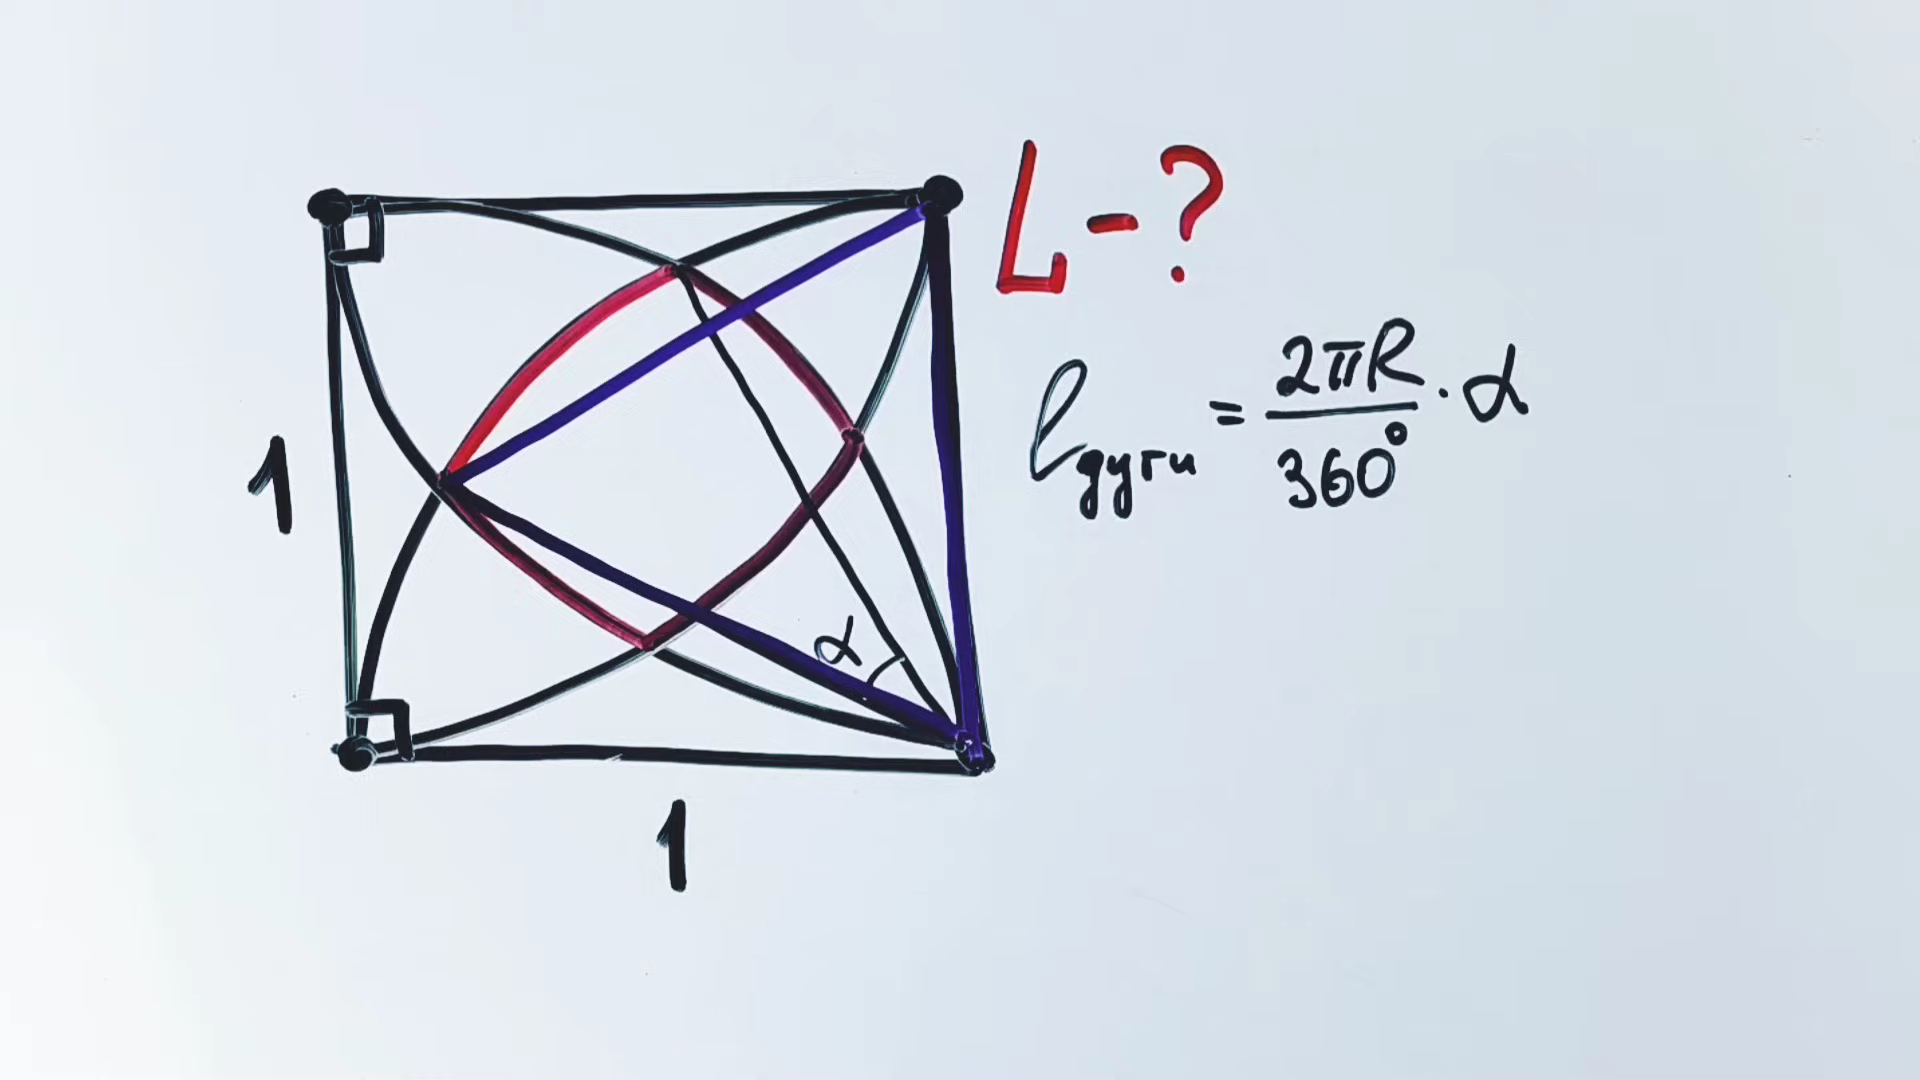 L - ?
l дуги = 2πR / 360° · α
1
α
1